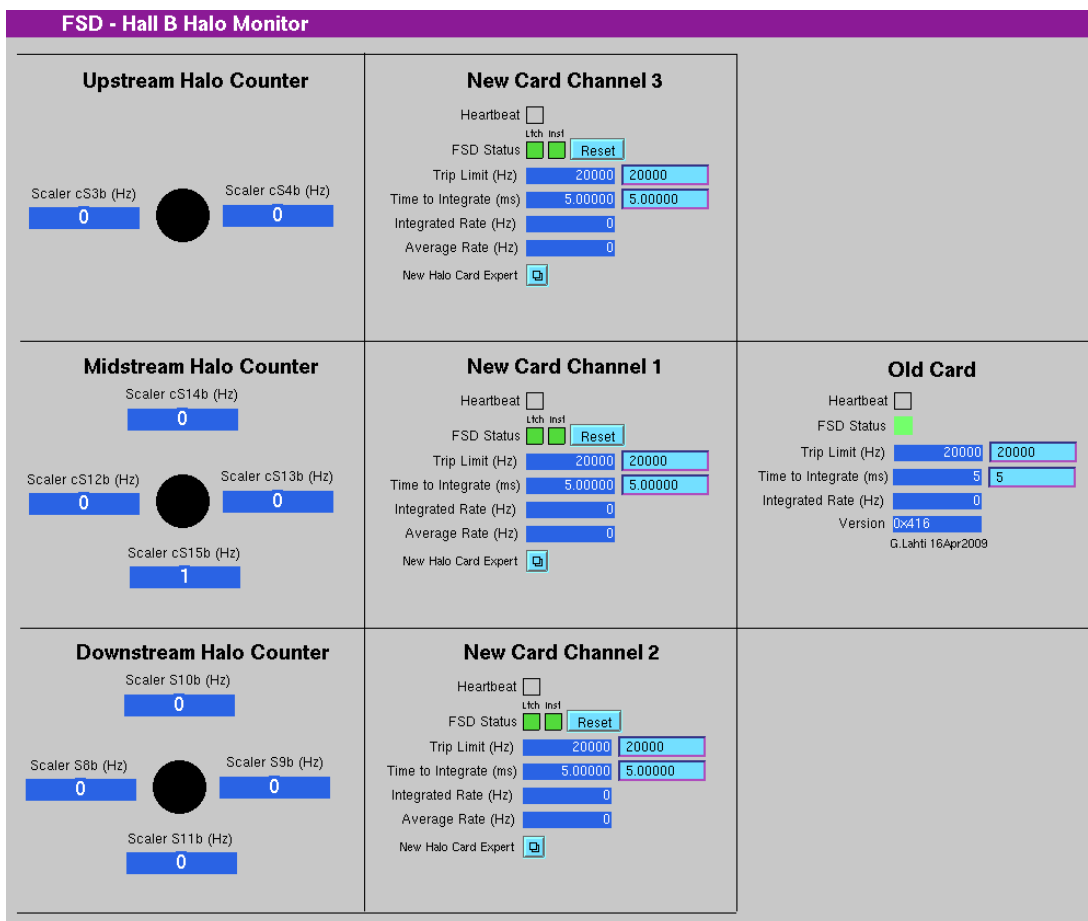 FSD - Hall B Halo Monitor
Upstream Halo Counter
Scaler cS3b (Hz)
0
Scaler cS4b (Hz)
0
New Card Channel 3
Heartbeat
Ltch Inst
FSD Status Reset
Trip Limit (Hz) 20000 20000
Time to Integrate (ms) 5.00000 5.00000
Integrated Rate (Hz) 0
Average Rate (Hz) 0
New Halo Card Expert
Midstream Halo Counter
Scaler cS14b (Hz)
0
Scaler cS12b (Hz)
0
Scaler cS13b (Hz)
0
Scaler cS15b (Hz)
1
New Card Channel 1
Heartbeat
Ltch Inst
FSD Status Reset
Trip Limit (Hz) 20000 20000
Time to Integrate (ms) 5.00000 5.00000
Integrated Rate (Hz) 0
Average Rate (Hz) 0
New Halo Card Expert
Old Card
Heartbeat
FSD Status
Trip Limit (Hz) 20000 20000
Time to Integrate (ms) 5 5
Integrated Rate (Hz) 0
Version 0x416
G.Lahti 16Apr2009
Downstream Halo Counter
Scaler S10b (Hz)
0
Scaler S8b (Hz)
0
Scaler S9b (Hz)
0
Scaler S11b (Hz)
0
New Card Channel 2
Heartbeat
Ltch Inst
FSD Status Reset
Trip Limit (Hz) 20000 20000
Time to Integrate (ms) 5.00000 5.00000
Integrated Rate (Hz) 0
Average Rate (Hz) 0
New Halo Card Expert